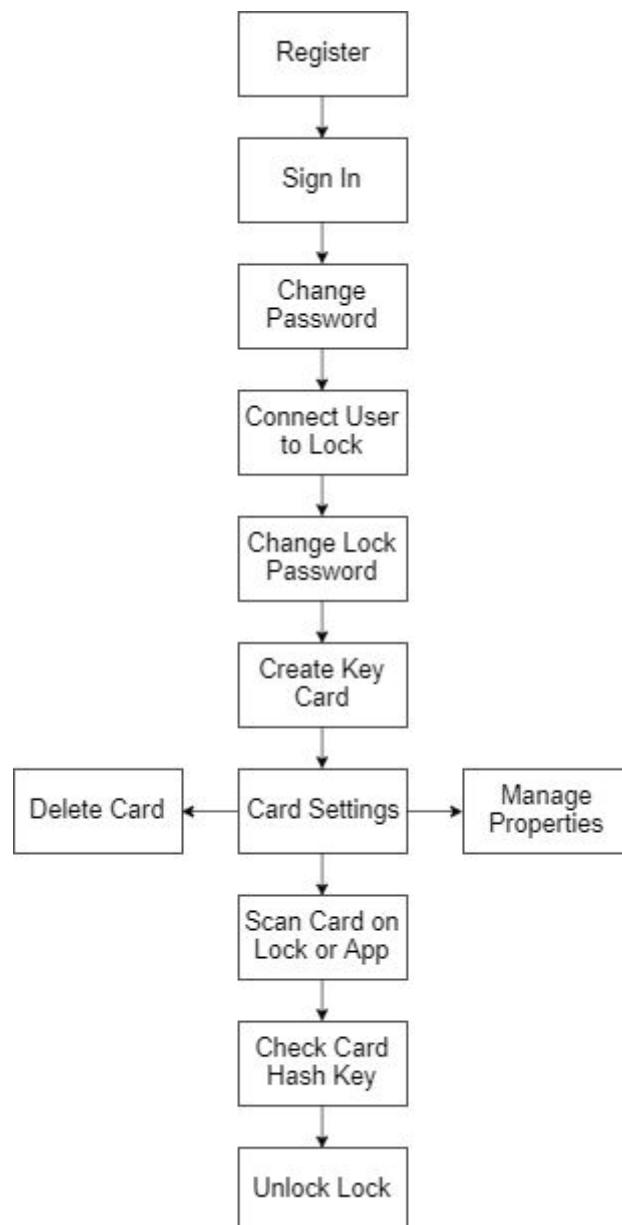 Register
Sign In
Change
Password
Connect User
to Lock
Change Lock
Password
Create Key
Card
Delete Card
Card Settings
Manage
Properties
Scan Card on
Lock or App
Check Card
Hash Key
Unlock Lock